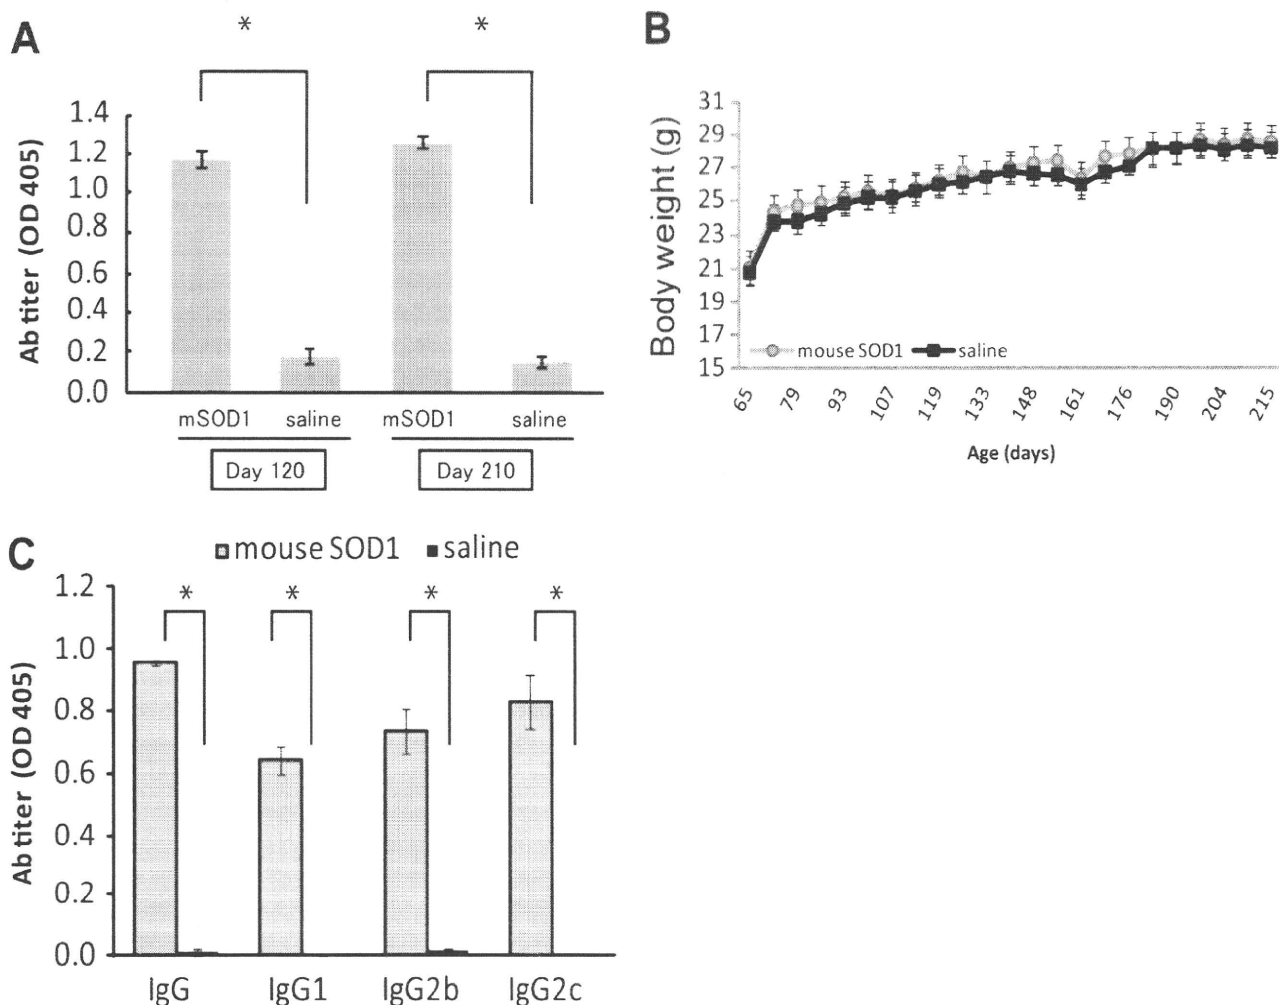 A
*
*
Ab titer (OD 405)
1.4
1.2
1.0
0.8
0.6
0.4
0.2
0.0
mSOD1 saline mSOD1 saline
Day 120 Day 210
B
Body weight (g)
31
29
27
25
23
21
19
17
15
mouse SOD1 saline
65 79 93 107 119 133 148 161 176 190 204 215
Age (days)
C
mouse SOD1 saline
*
*
*
*
Ab titer (OD 405)
1.2
1.0
0.8
0.6
0.4
0.2
0.0
IgG IgG1 IgG2b IgG2c